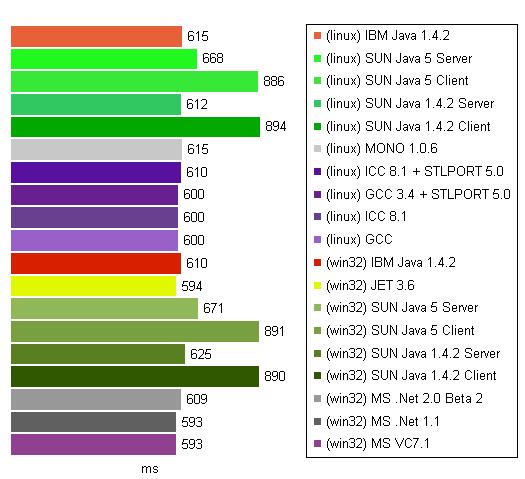 615 (linux) IBM Java 1.4.2
668 (linux) SUN Java 5 Server
886 (linux) SUN Java 5 Client
612 (linux) SUN Java 1.4.2 Server
894 (linux) SUN Java 1.4.2 Client
615 (linux) MONO 1.0.6
610 (linux) ICC 8.1 + STLPORT 5.0
600 (linux) GCC 3.4 + STLPORT 5.0
600 (linux) ICC 8.1
600 (linux) GCC
610 (win32) IBM Java 1.4.2
594 (win32) JET 3.6
671 (win32) SUN Java 5 Server
891 (win32) SUN Java 5 Client
625 (win32) SUN Java 1.4.2 Server
890 (win32) SUN Java 1.4.2 Client
609 (win32) MS .Net 2.0 Beta 2
593 (win32) MS .Net 1.1
593 (win32) MS VC7.1
ms